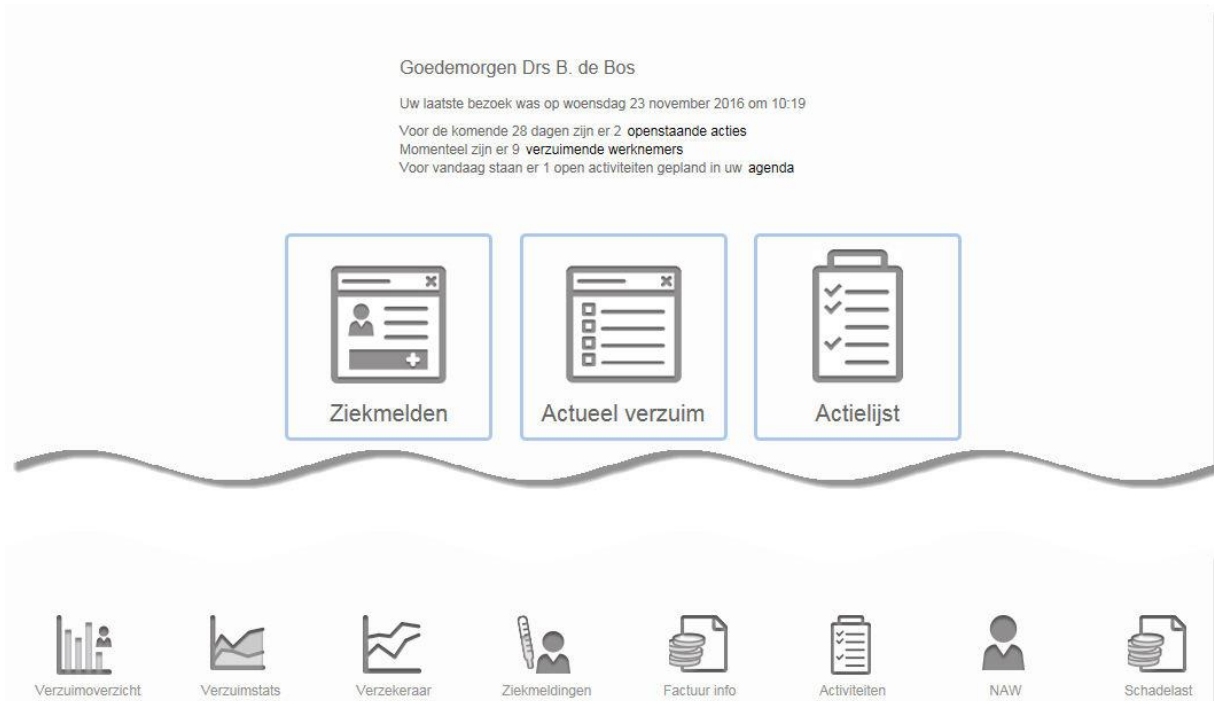 Goedemorgen Drs B. de Bos
Uw laatste bezoek was op woensdag 23 november 2016 om 10:19
Voor de komende 28 dagen zijn er 2 openstaande acties
Momenteel zijn er 9 verzuimende werknemers
Voor vandaag staan er 1 open activiteiten gepland in uw agenda
Ziekmelden
Actueel verzuim
Actielijst
Verzuimoverzicht
Verzuimstats
Verzekeraar
Ziekmeldingen
Factuur info
Activiteiten
NAW
Schadelast